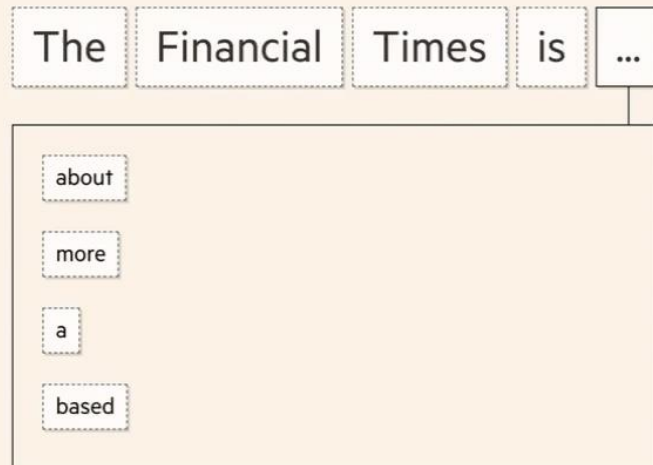 The Financial Times is ...
about
more
a
based